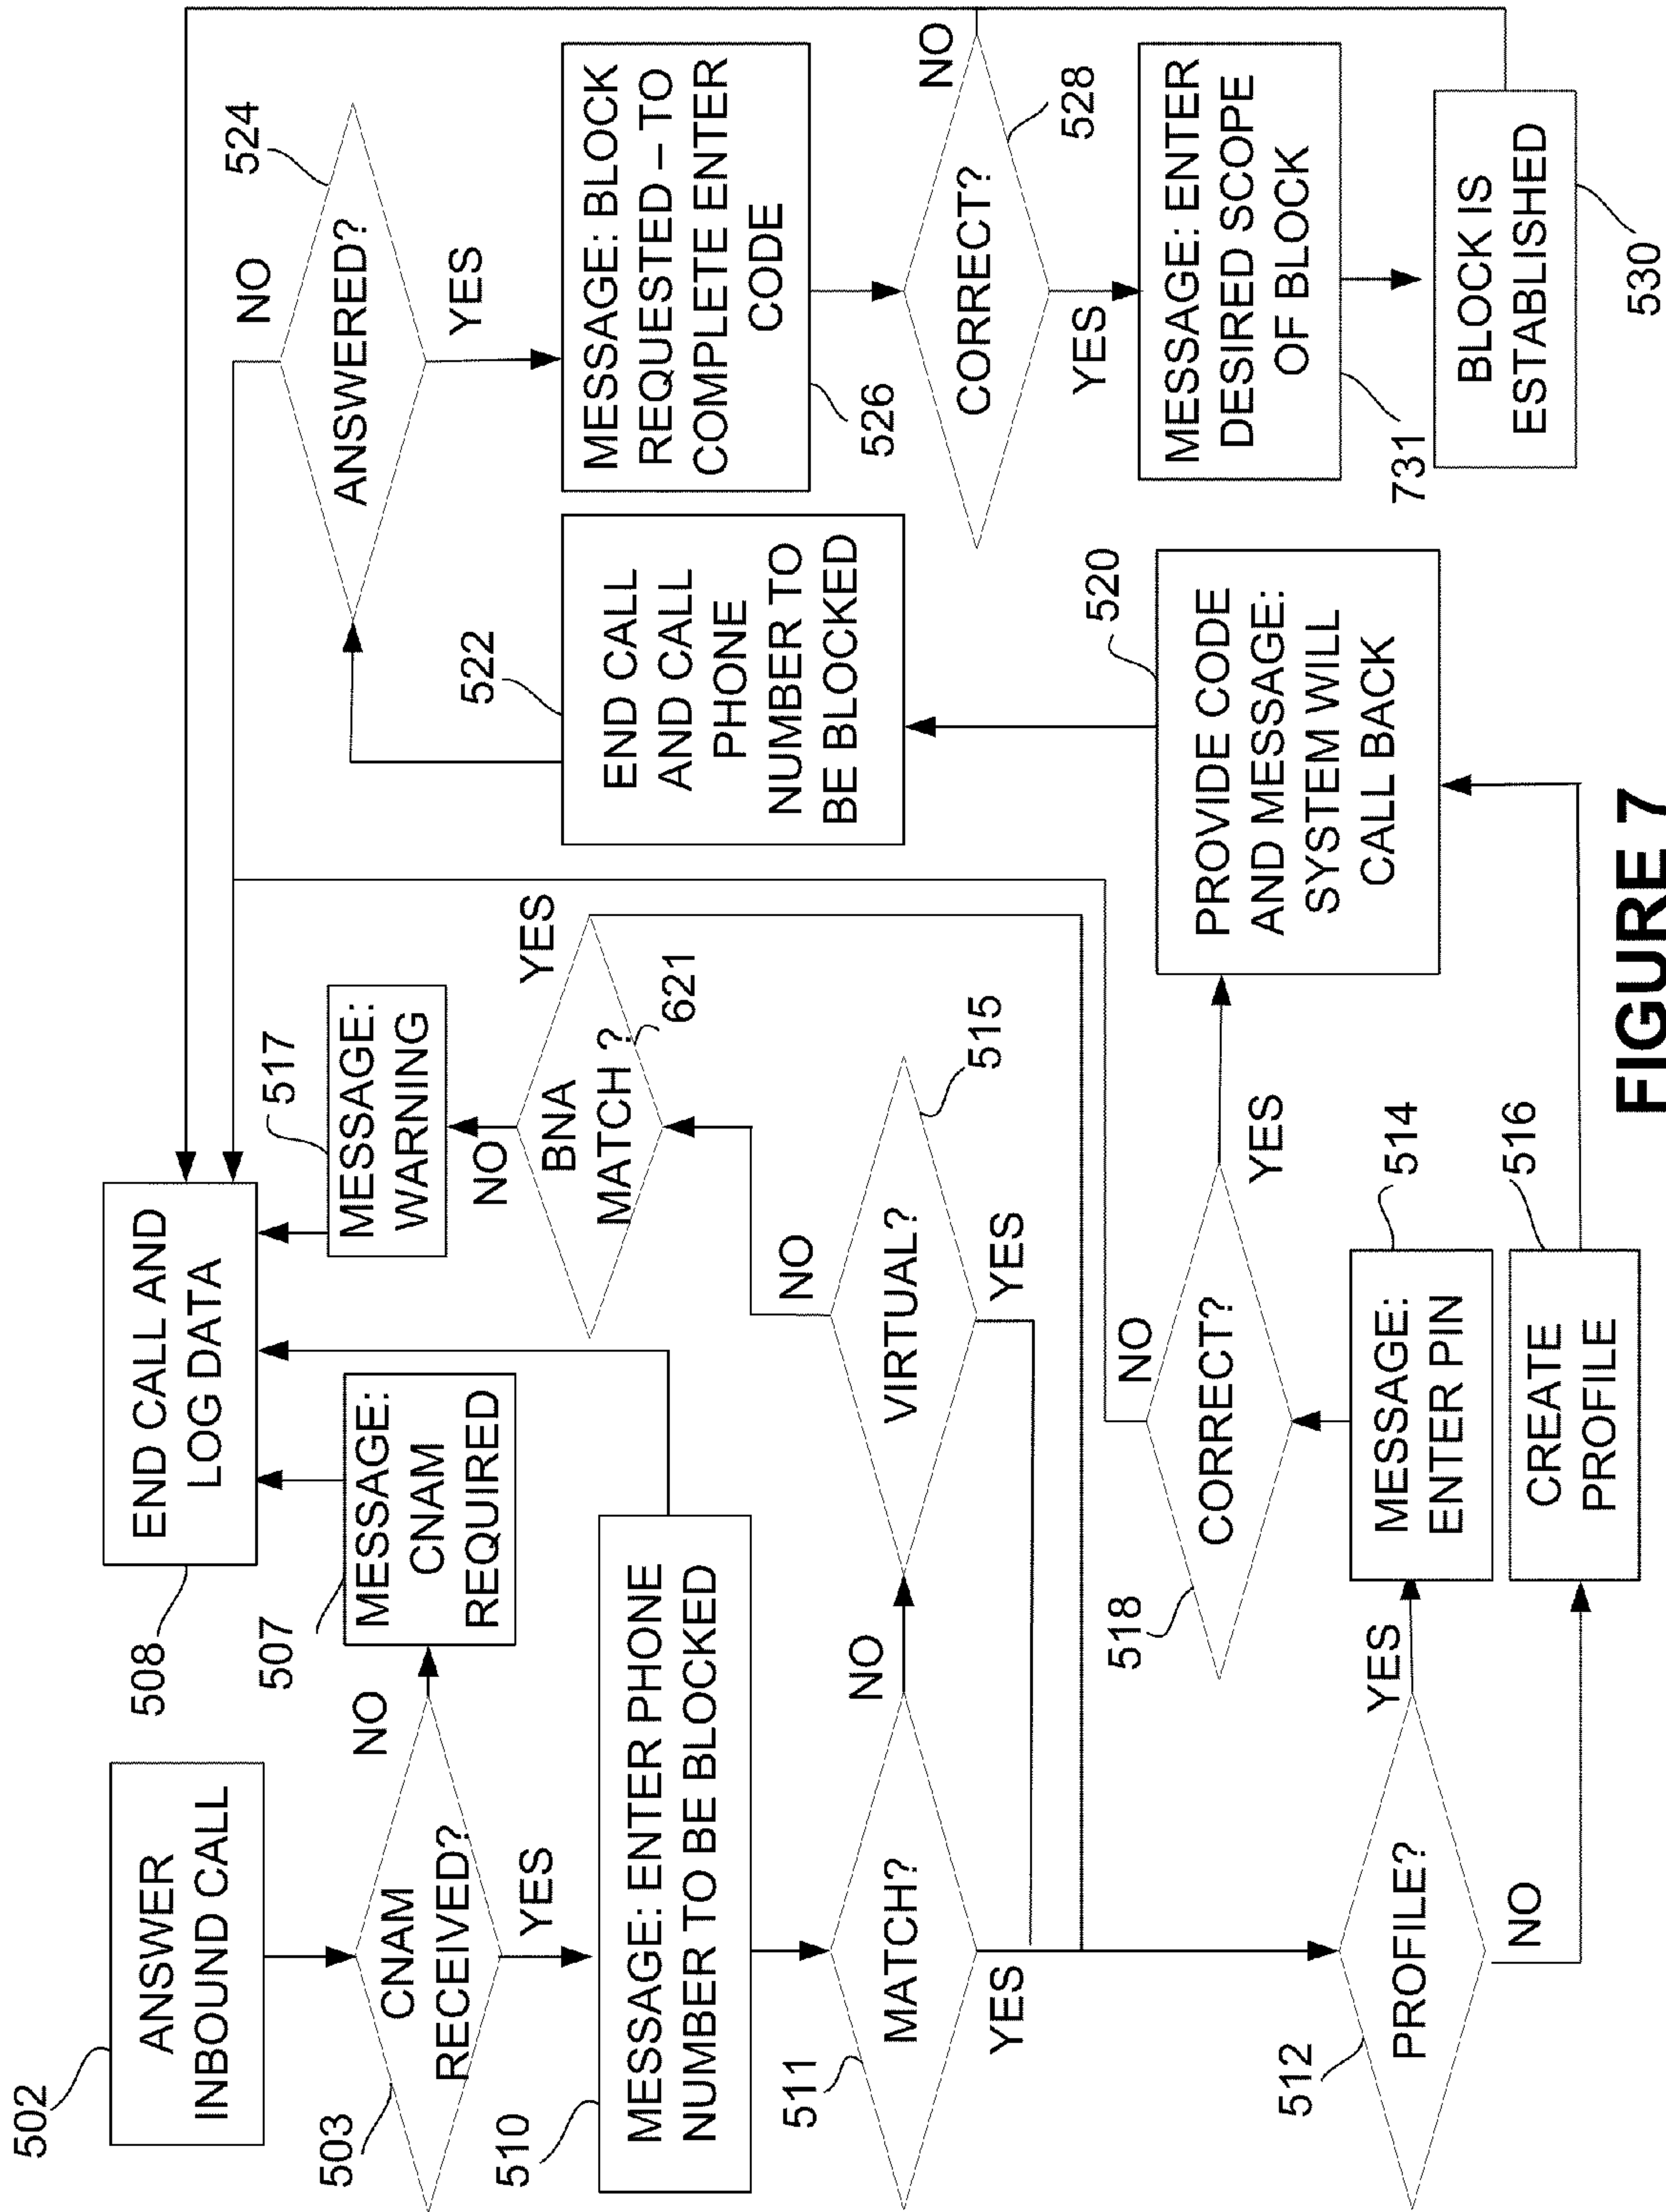 502
ANSWER
INBOUND CALL
503
CNAM
RECEIVED?
NO
YES
507
MESSAGE:
CNAM
REQUIRED
508
END CALL AND
LOG DATA
510
MESSAGE: ENTER PHONE
NUMBER TO BE BLOCKED
511
MATCH?
NO
YES
VIRTUAL?
515
NO
YES
BNA
MATCH ?
621
NO
YES
MESSAGE:
WARNING
517
512
PROFILE?
YES
NO
MESSAGE:
ENTER PIN
514
CREATE
PROFILE
516
518
CORRECT?
NO
YES
PROVIDE CODE
AND MESSAGE:
SYSTEM WILL
CALL BACK
520
522
END CALL
AND CALL
PHONE
NUMBER TO
BE BLOCKED
ANSWERED?
524
NO
YES
MESSAGE: BLOCK
REQUESTED – TO
COMPLETE ENTER
CODE
526
CORRECT?
528
NO
YES
MESSAGE: ENTER
DESIRED SCOPE
OF BLOCK
731
BLOCK IS
ESTABLISHED
530
FIGURE 7